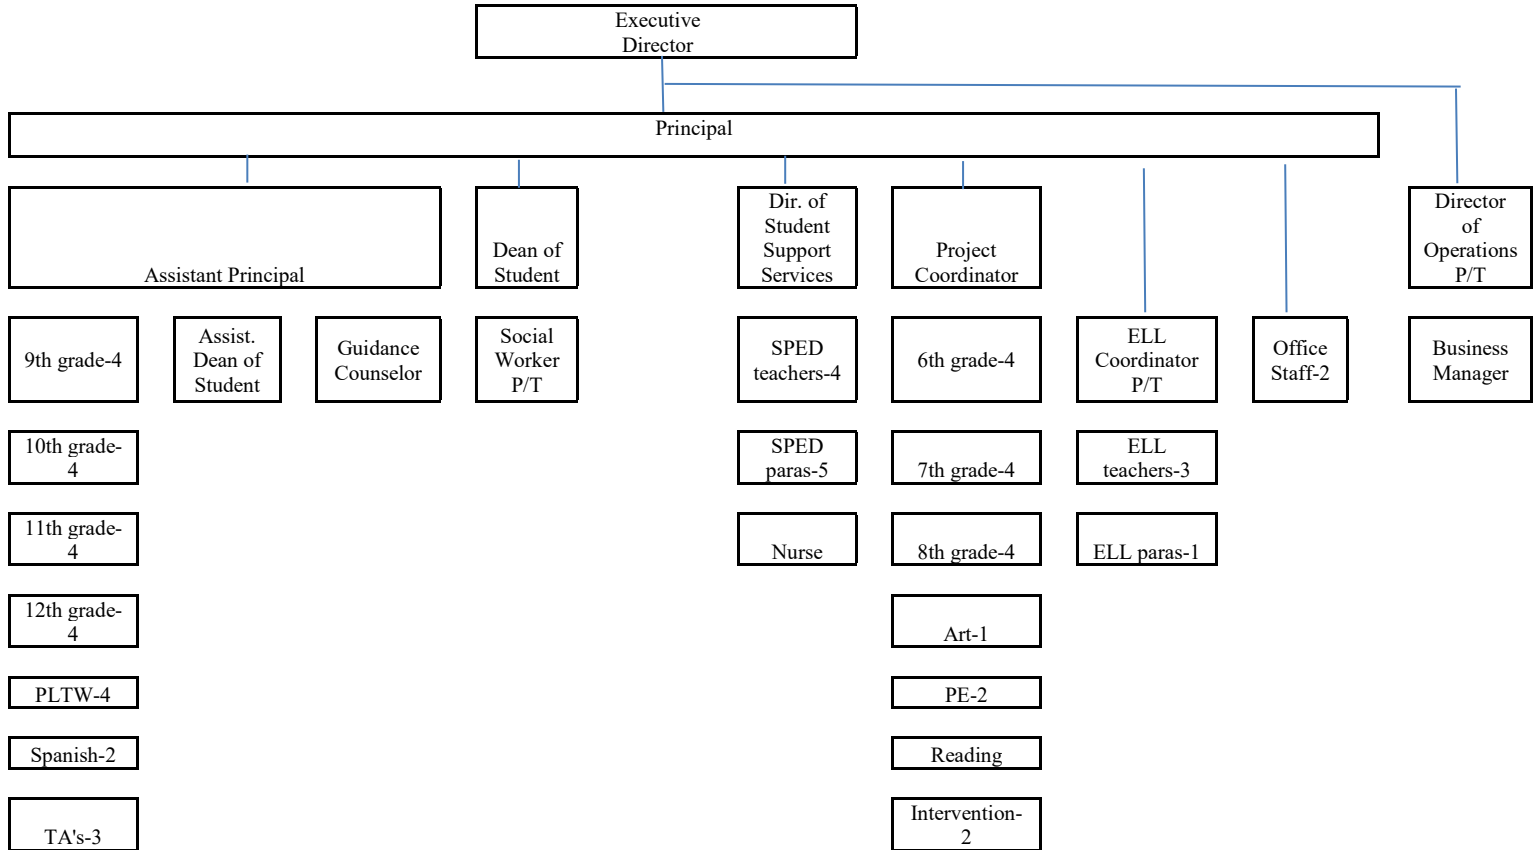 Executive
Director
Principal
Assistant Principal
Dean of
Student
Dir. of
Student
Support
Services
Project
Coordinator
Director
of
Operations
P/T
9th grade-4
Assist.
Dean of
Student
Guidance
Counselor
Social
Worker
P/T
SPED
teachers-4
6th grade-4
ELL
Coordinator
P/T
Office
Staff-2
Business
Manager
10th grade-
4
SPED
paras-5
7th grade-4
ELL
teachers-3
11th grade-
4
Nurse
8th grade-4
ELL paras-1
12th grade-
4
Art-1
PLTW-4
PE-2
Spanish-2
Reading
TA's-3
Intervention-
2